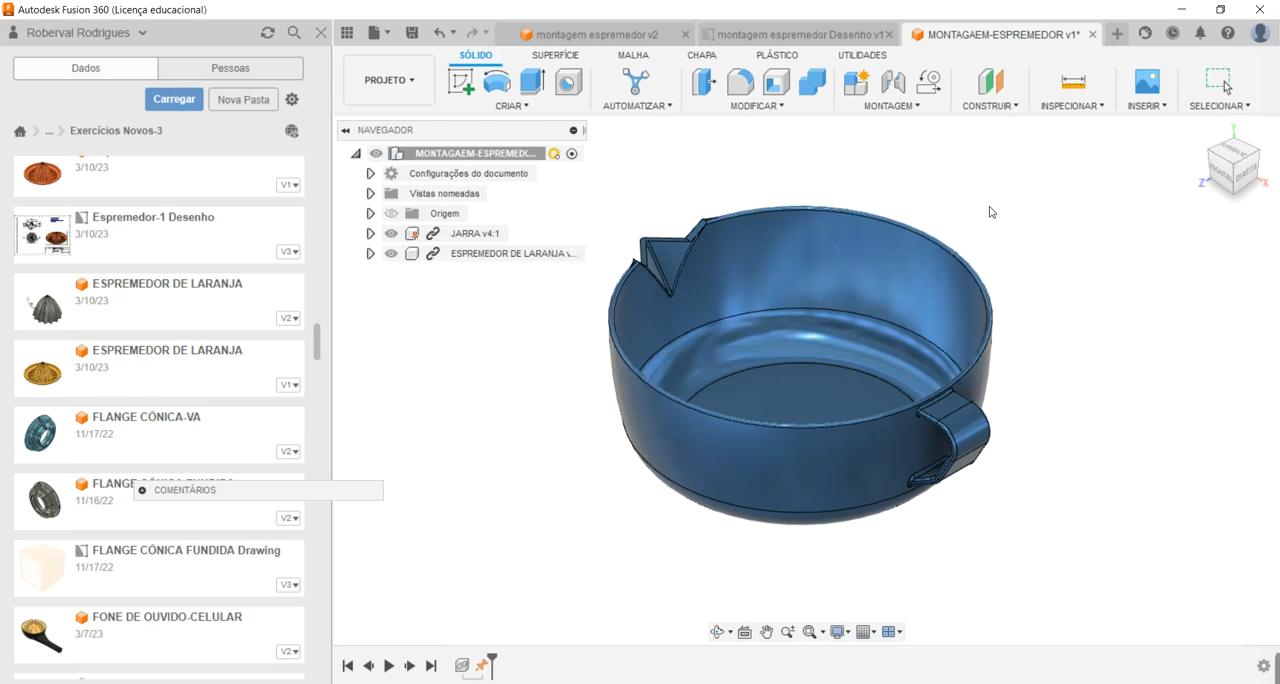 Autodesk Fusion 360 (Licença educacional)
Roberval Rodrigues
montagem espremedor v2
montagem espremedor Desenho v1
MONTAGAEM-ESPREMEDOR v1*
Dados
Pessoas
Carregar
Nova Pasta
... Exercícios Novos-3
3/10/23
V1
Espremedor-1 Desenho
3/10/23
V3
ESPREMEDOR DE LARANJA
3/10/23
V2
ESPREMEDOR DE LARANJA
3/10/23
V1
FLANGE CÔNICA-VA
11/17/22
V2
11/16/22
V2
FLANGE CÔNICA FUNDIDA Drawing
11/17/22
V3
FONE DE OUVIDO-CELULAR
3/7/23
V2
COMENTÁRIOS
PROJETO
SÓLIDO
SUPERFÍCIE
MALHA
CHAPA
PLÁSTICO
UTILIDADES
CRIAR
AUTOMATIZAR
MODIFICAR
MONTAGEM
CONSTRUIR
INSPECIONAR
INSERIR
SELECIONAR
NAVEGADOR
MONTAGAEM-ESPREMEDC...
Configurações do documento
Vistas nomeadas
Origem
JARRA v4:1
ESPREMEDOR DE LARANJA v...
Y
FRONTAL
DIREITA
Z
X